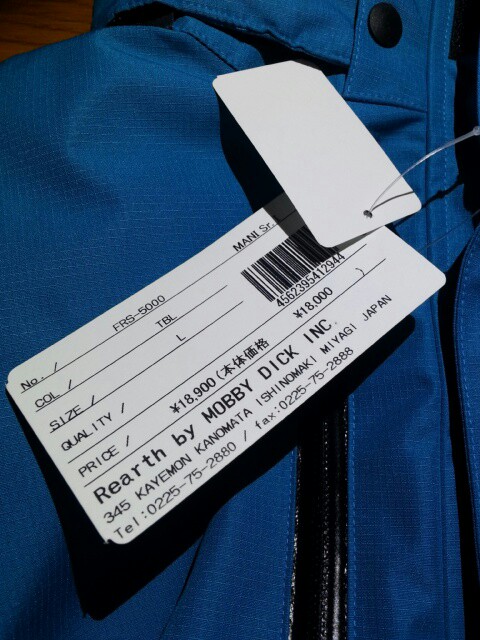 MANI Sr.
No. / FRS-5000
COL / TBL
SIZE / L
4562395412944
QUALITY /
PRICE / ¥18,900(本体価格 ¥18,000 )
Rearth by MOBBY DICK INC.
345 KAYEMON KANOMATA ISHINOMAKI MIYAGI JAPAN
Tel:0225-75-2880 / fax:0225-75-2888